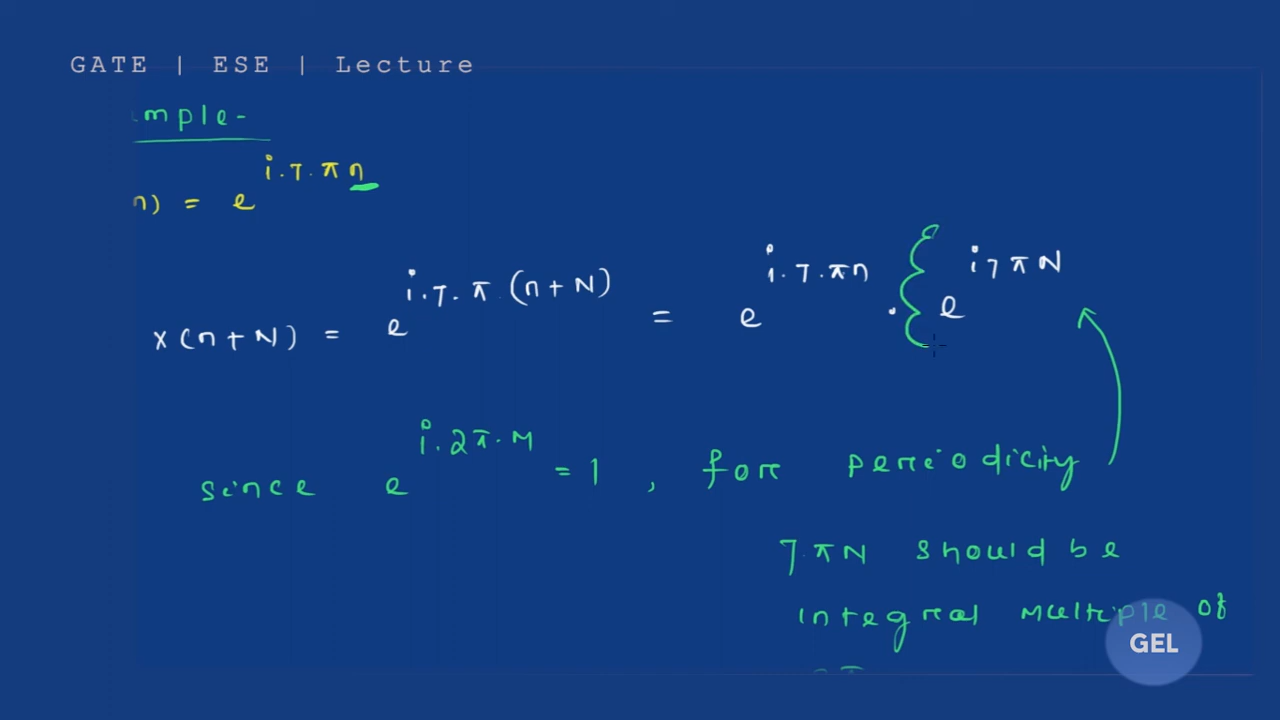 GATE | ESE | Lecture
mple-
n) = e^{i.7.πn}
x(n+N) = e^{i.7.π(n+N)} = e^{i.7.πn} . { e^{i7πN}
since e^{i.2π.M} = 1 , for periodicity
7.πN should be
integral multiple of
GEL